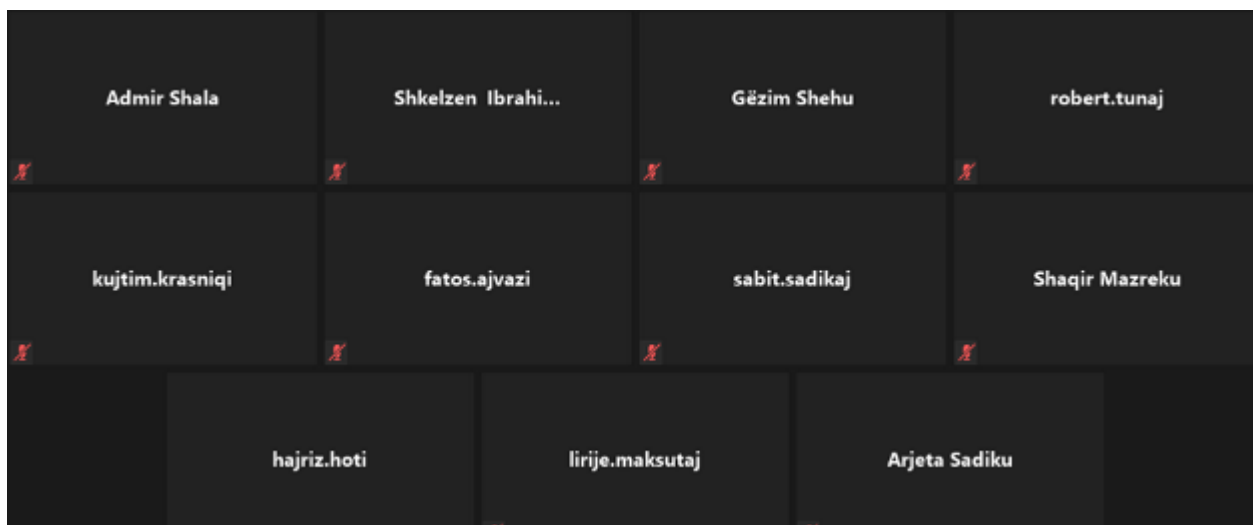 Admir Shala
Shkelzen Ibrahi...
Gëzim Shehu
robert.tunaj
kujtim.krasniqi
fatos.ajvazi
sabit.sadikaj
Shaqir Mazreku
hajriz.hoti
lirije.maksutaj
Arjeta Sadiku